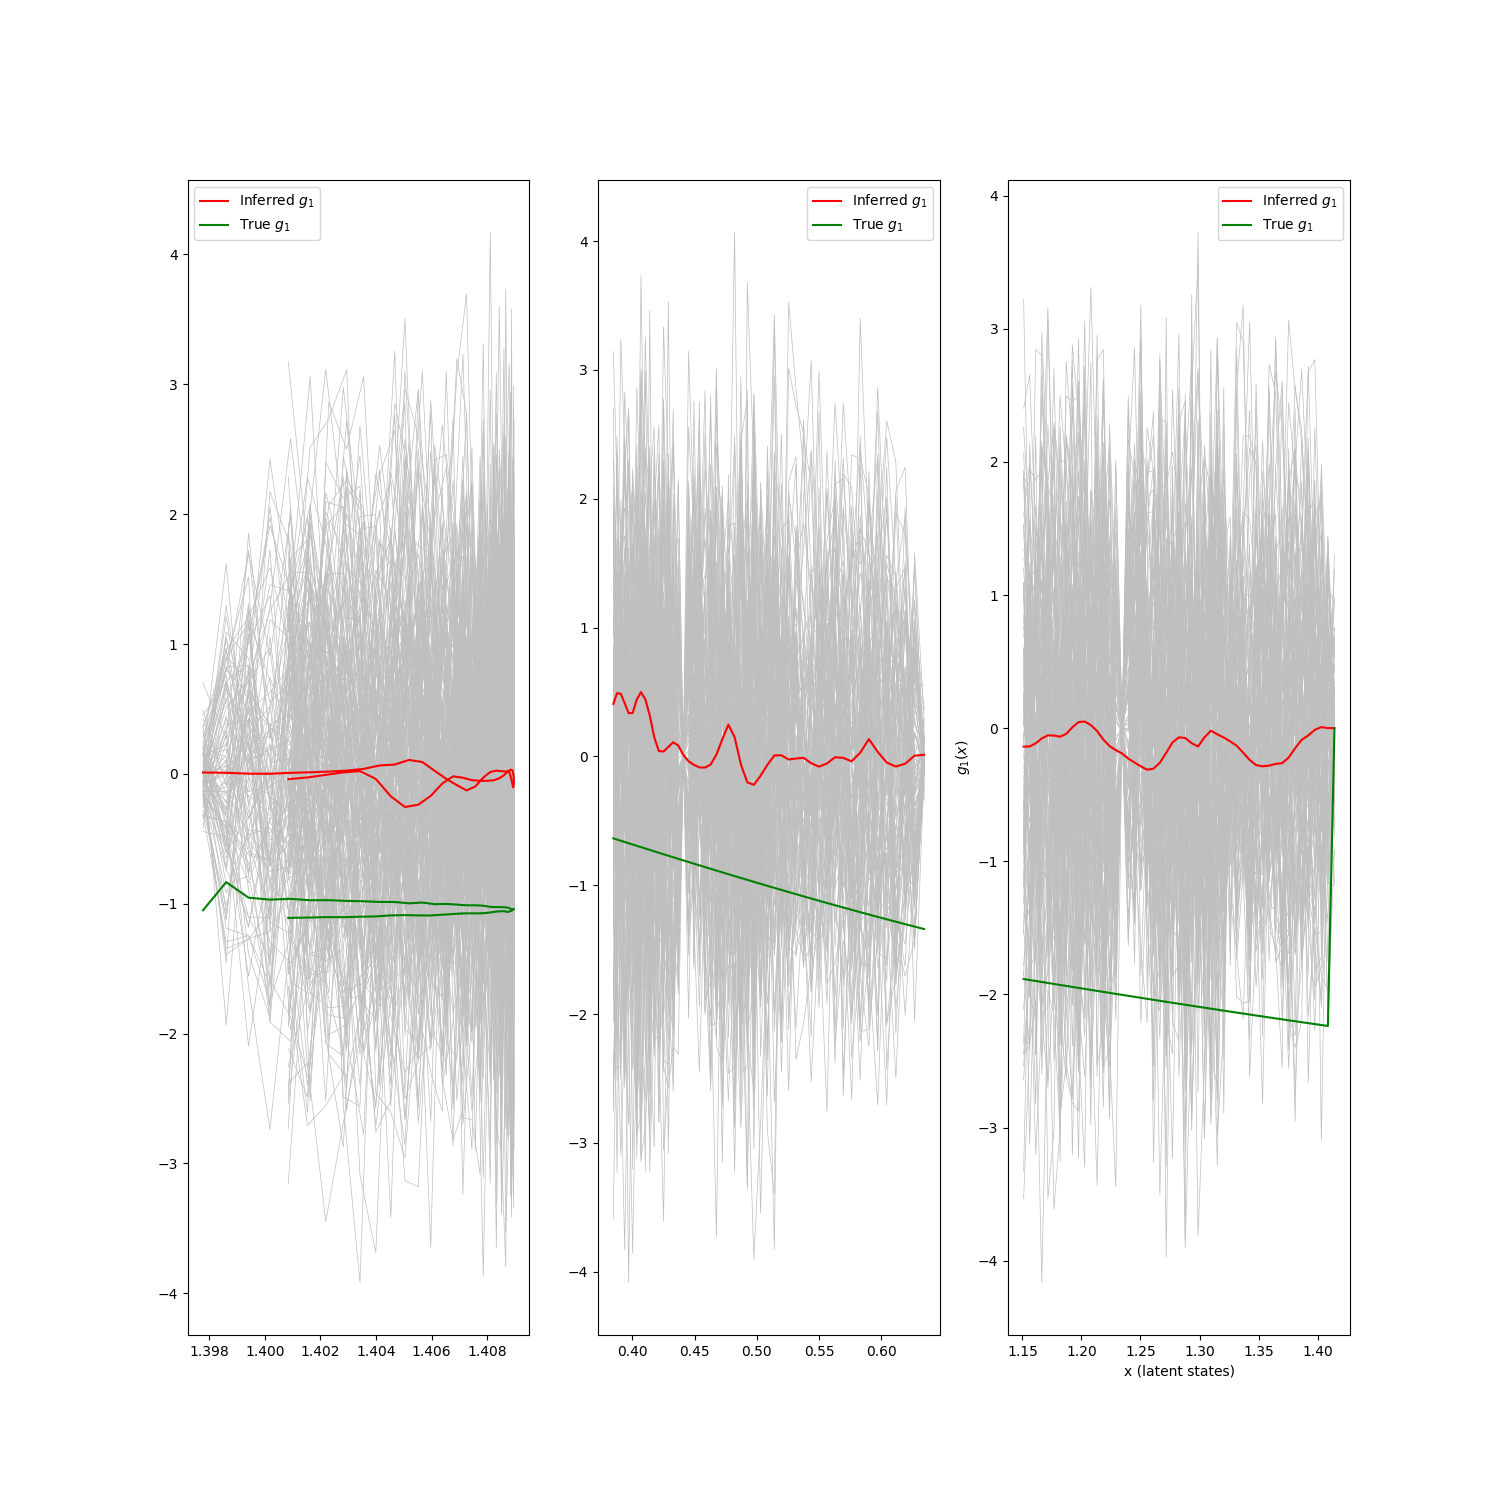 Inferred g₁
True g₁
4
3
2
1
0
−1
−2
−3
−4
1.398 1.400 1.402 1.404 1.406 1.408
Inferred g₁
True g₁
4
3
2
1
0
−1
−2
−3
−4
0.40 0.45 0.50 0.55 0.60
Inferred g₁
True g₁
g₁(x)
4
3
2
1
0
−1
−2
−3
−4
1.15 1.20 1.25 1.30 1.35 1.40
x (latent states)